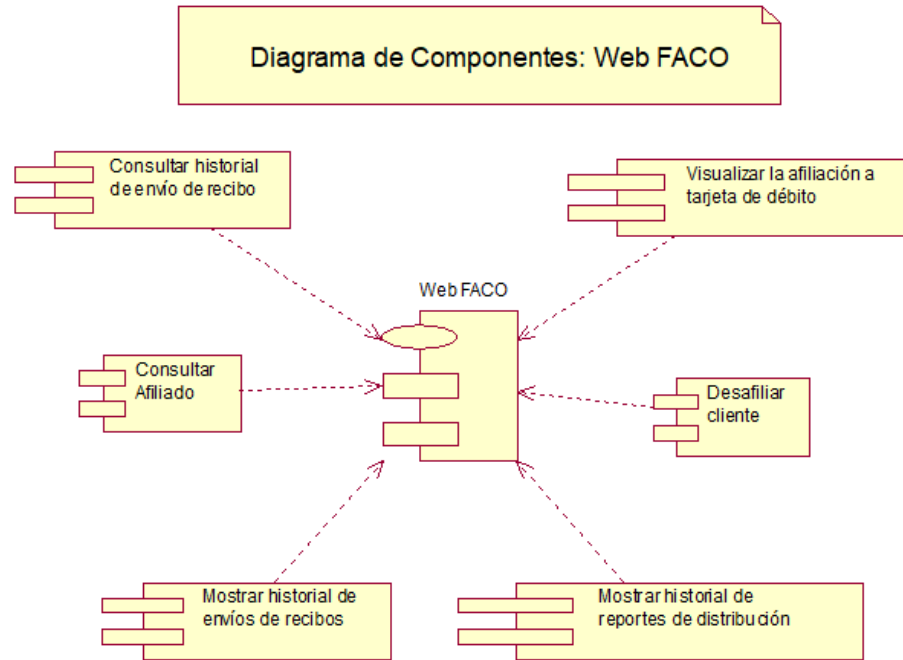 Diagrama de Componentes: Web FACO
Consultar historial
de envío de recibo
Visualizar la afiliación a
tarjeta de débito
Web FACO
Consultar
Afiliado
Desafiliar
cliente
Mostrar historial de
envíos de recibos
Mostrar historial de
reportes de distribución